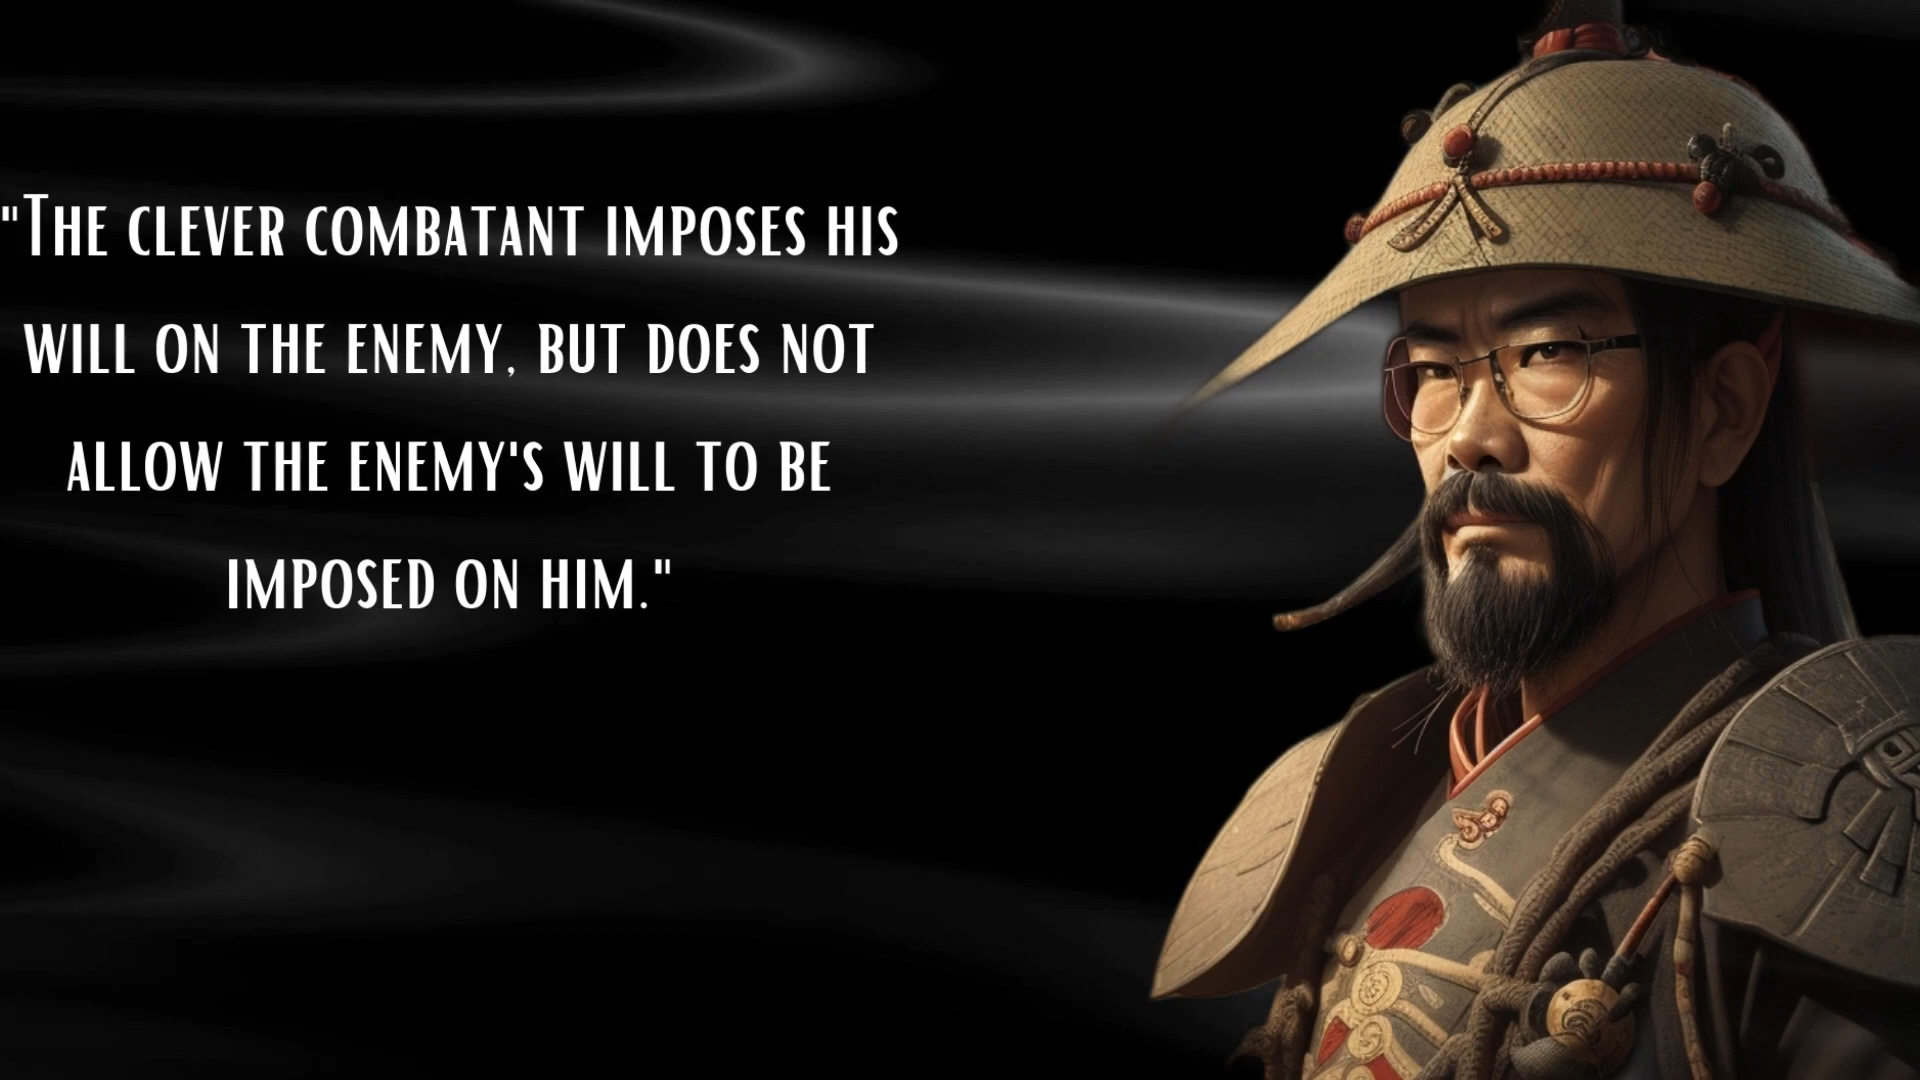 "The clever combatant imposes his
will on the enemy, but does not
allow the enemy's will to be
imposed on him."